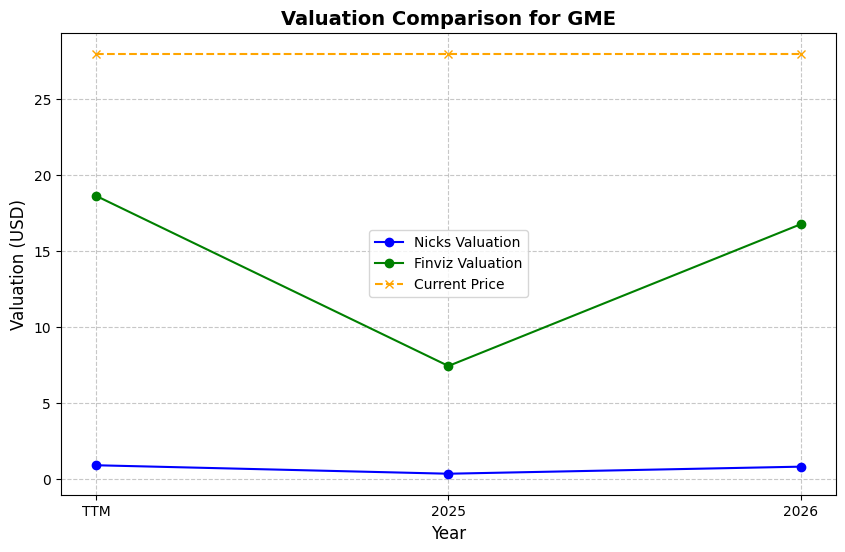 Valuation Comparison for GME
Valuation (USD)
25
20
15
10
5
0
Nicks Valuation
Finviz Valuation
Current Price
TTM
2025
2026
Year